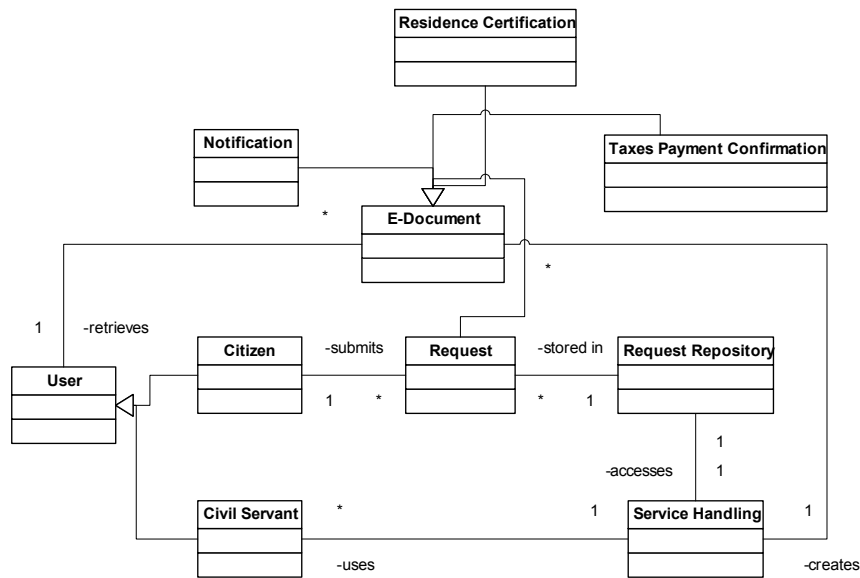 Residence Certification
Notification
Taxes Payment Confirmation
*
E-Document
*
1
-retrieves
Citizen
-submits
Request
-stored in
Request Repository
User
1
*
*
1
1
-accesses
1
Civil Servant
*
1
Service Handling
1
-uses
-creates